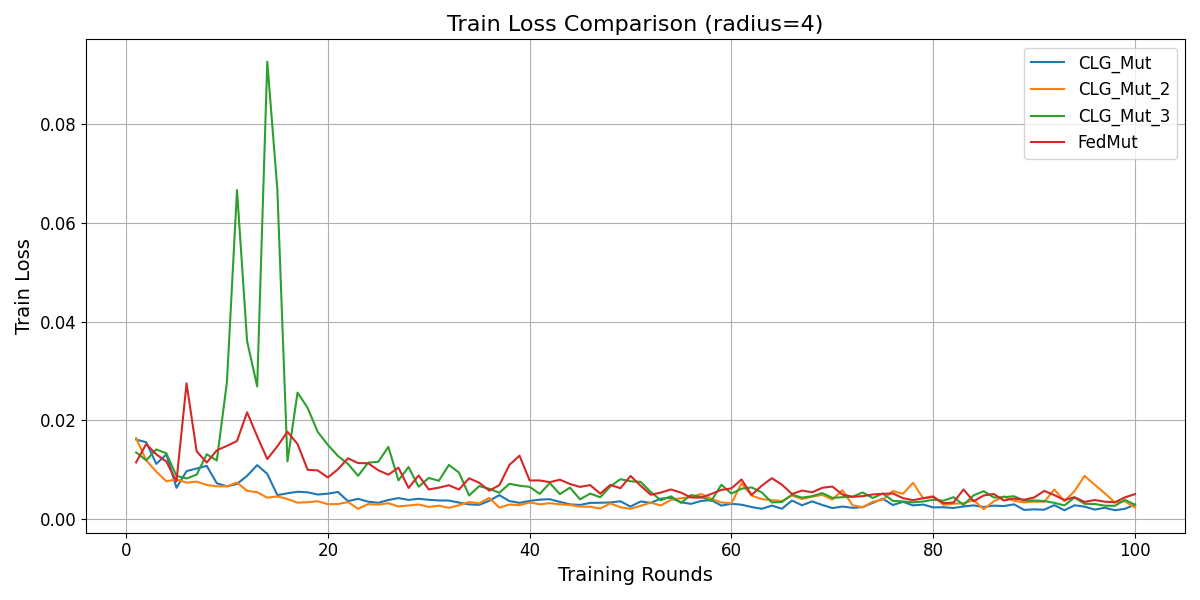 Train Loss Comparison (radius=4)
CLG_Mut
CLG_Mut_2
CLG_Mut_3
FedMut
Train Loss
0.08
0.06
0.04
0.02
0.00
0 20 40 60 80 100
Training Rounds